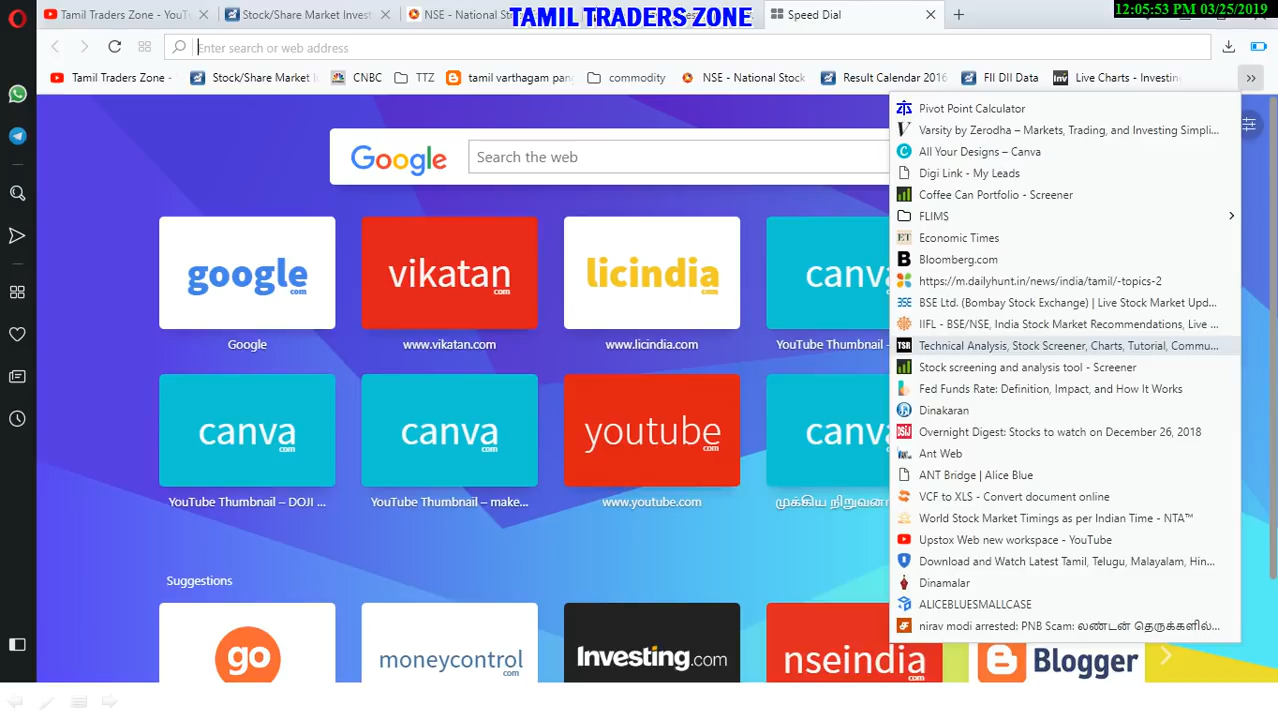 Tamil Traders Zone - YouT
Stock/Share Market Invest
NSE - National St
TAMIL TRADERS ZONE
Speed Dial
12:05:53 PM 03/25/2019
Enter search or web address
Tamil Traders Zone -
Stock/Share Market I
CNBC
TTZ
tamil varthagam pan
commodity
NSE - National Stock
Result Calendar 2016
FII DII Data
Live Charts - Investin
Google
Search the web
google.com
vikatan.com
licindia.com
canva
Google
www.vikatan.com
www.licindia.com
YouTube Thumbnail –
canva.com
canva.com
youtube.com
canva
YouTube Thumbnail – DOJI ...
YouTube Thumbnail – make...
www.youtube.com
முக்கிய நிறுவன
Suggestions
go
moneycontrol.com
Investing.com
nseindia.com
Blogger
Pivot Point Calculator
Varsity by Zerodha – Markets, Trading, and Investing Simpli...
All Your Designs – Canva
Digi Link - My Leads
Coffee Can Portfolio - Screener
FLIMS
Economic Times
Bloomberg.com
https://m.dailyhunt.in/news/india/tamil/-topics-2
BSE Ltd. (Bombay Stock Exchange) | Live Stock Market Upd...
IIFL - BSE/NSE, India Stock Market Recommendations, Live ...
Technical Analysis, Stock Screener, Charts, Tutorial, Commu...
Stock screening and analysis tool - Screener
Fed Funds Rate: Definition, Impact, and How It Works
Dinakaran
Overnight Digest: Stocks to watch on December 26, 2018
Ant Web
ANT Bridge | Alice Blue
VCF to XLS - Convert document online
World Stock Market Timings as per Indian Time - NTA™
Upstox Web new workspace - YouTube
Download and Watch Latest Tamil, Telugu, Malayalam, Hin...
Dinamalar
ALICEBLUESMALLCASE
nirav modi arrested: PNB Scam: லண்டன் தெருக்களில்...